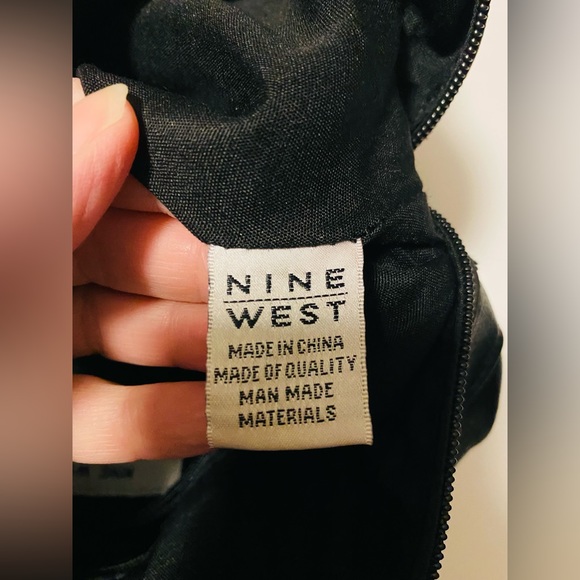 NINE
WEST
MADE IN CHINA
MADE OF QUALITY
MAN MADE
MATERIALS